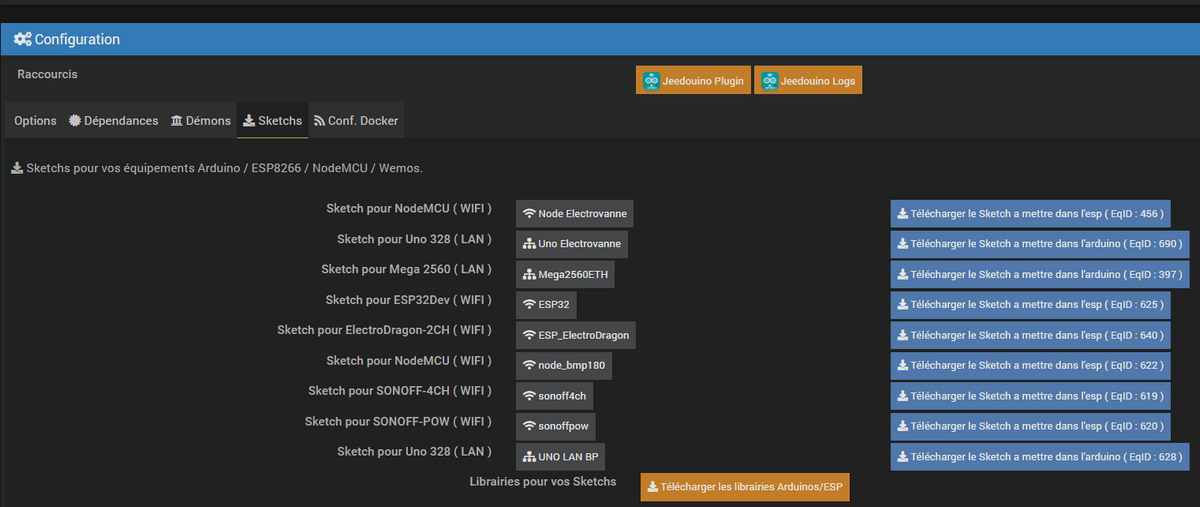 Configuration
Raccourcis Jeedouino Plugin Jeedouino Logs
Options Dépendances Démons Sketchs Conf. Docker
Sketchs pour vos équipements Arduino / ESP8266 / NodeMCU / Wemos.
Sketch pour NodeMCU ( WIFI ) Node Electrovanne Télécharger le Sketch a mettre dans l'esp ( EqID : 456 )
Sketch pour Uno 328 ( LAN ) Uno Electrovanne Télécharger le Sketch a mettre dans l'arduino ( EqID : 690 )
Sketch pour Mega 2560 ( LAN ) Mega2560ETH Télécharger le Sketch a mettre dans l'arduino ( EqID : 397 )
Sketch pour ESP32Dev ( WIFI ) ESP32 Télécharger le Sketch a mettre dans l'esp ( EqID : 625 )
Sketch pour ElectroDragon-2CH ( WIFI ) ESP_ElectroDragon Télécharger le Sketch a mettre dans l'esp ( EqID : 640 )
Sketch pour NodeMCU ( WIFI ) node_bmp180 Télécharger le Sketch a mettre dans l'esp ( EqID : 622 )
Sketch pour SONOFF-4CH ( WIFI ) sonoff4ch Télécharger le Sketch a mettre dans l'esp ( EqID : 619 )
Sketch pour SONOFF-POW ( WIFI ) sonoffpow Télécharger le Sketch a mettre dans l'esp ( EqID : 620 )
Sketch pour Uno 328 ( LAN ) UNO LAN BP Télécharger le Sketch a mettre dans l'arduino ( EqID : 628 )
Librairies pour vos Sketchs Télécharger les librairies Arduinos/ESP